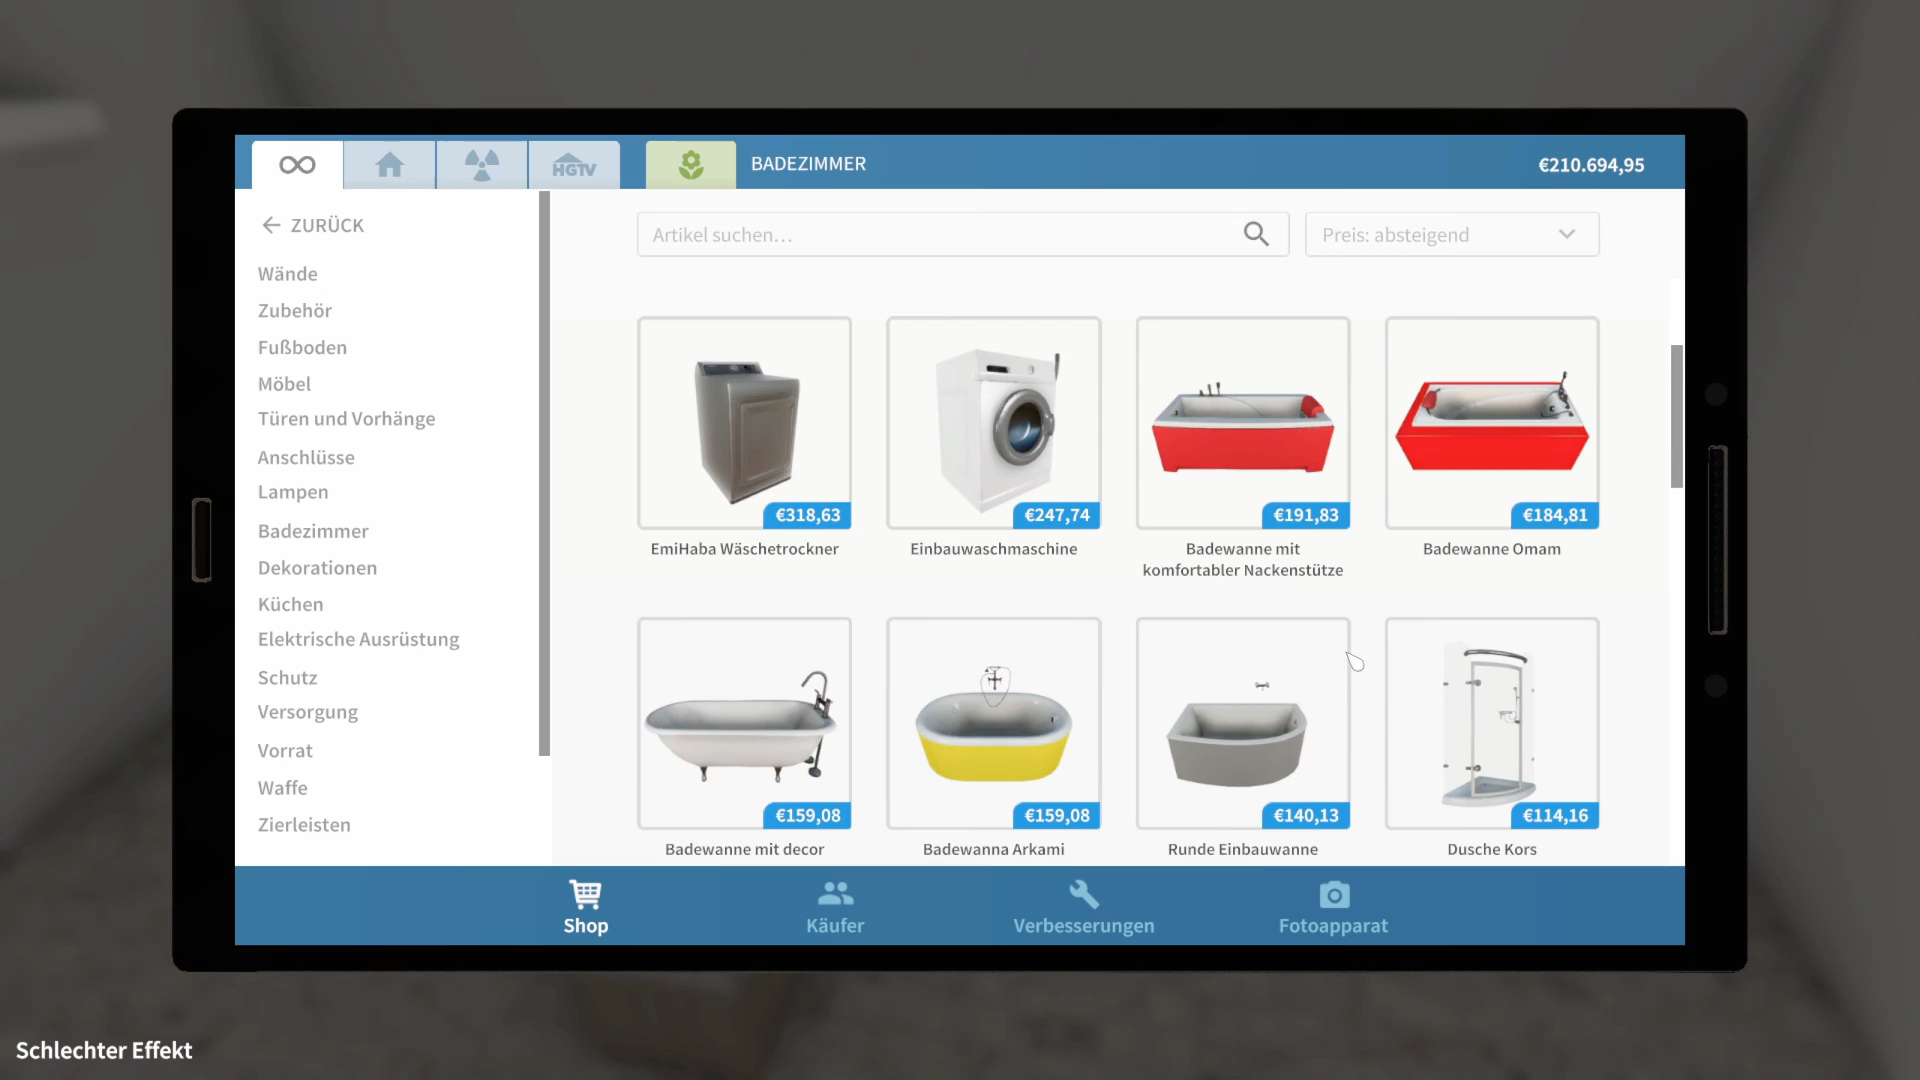 HGTV
BADEZIMMER
€210.694,95
ZURÜCK
Wände
Zubehör
Fußboden
Möbel
Türen und Vorhänge
Anschlüsse
Lampen
Badezimmer
Dekorationen
Küchen
Elektrische Ausrüstung
Schutz
Versorgung
Vorrat
Waffe
Zierleisten
Artikel suchen...
Preis: absteigend
€318,63
€247,74
€191,83
€184,81
EmiHaba Wäschetrockner
Einbauwaschmaschine
Badewanne mit
komfortabler Nackenstütze
Badewanne Omam
€159,08
€159,08
€140,13
€114,16
Badewanne mit decor
Badewanna Arkami
Runde Einbauwanne
Dusche Kors
Shop
Käufer
Verbesserungen
Fotoapparat
Schlechter Effekt